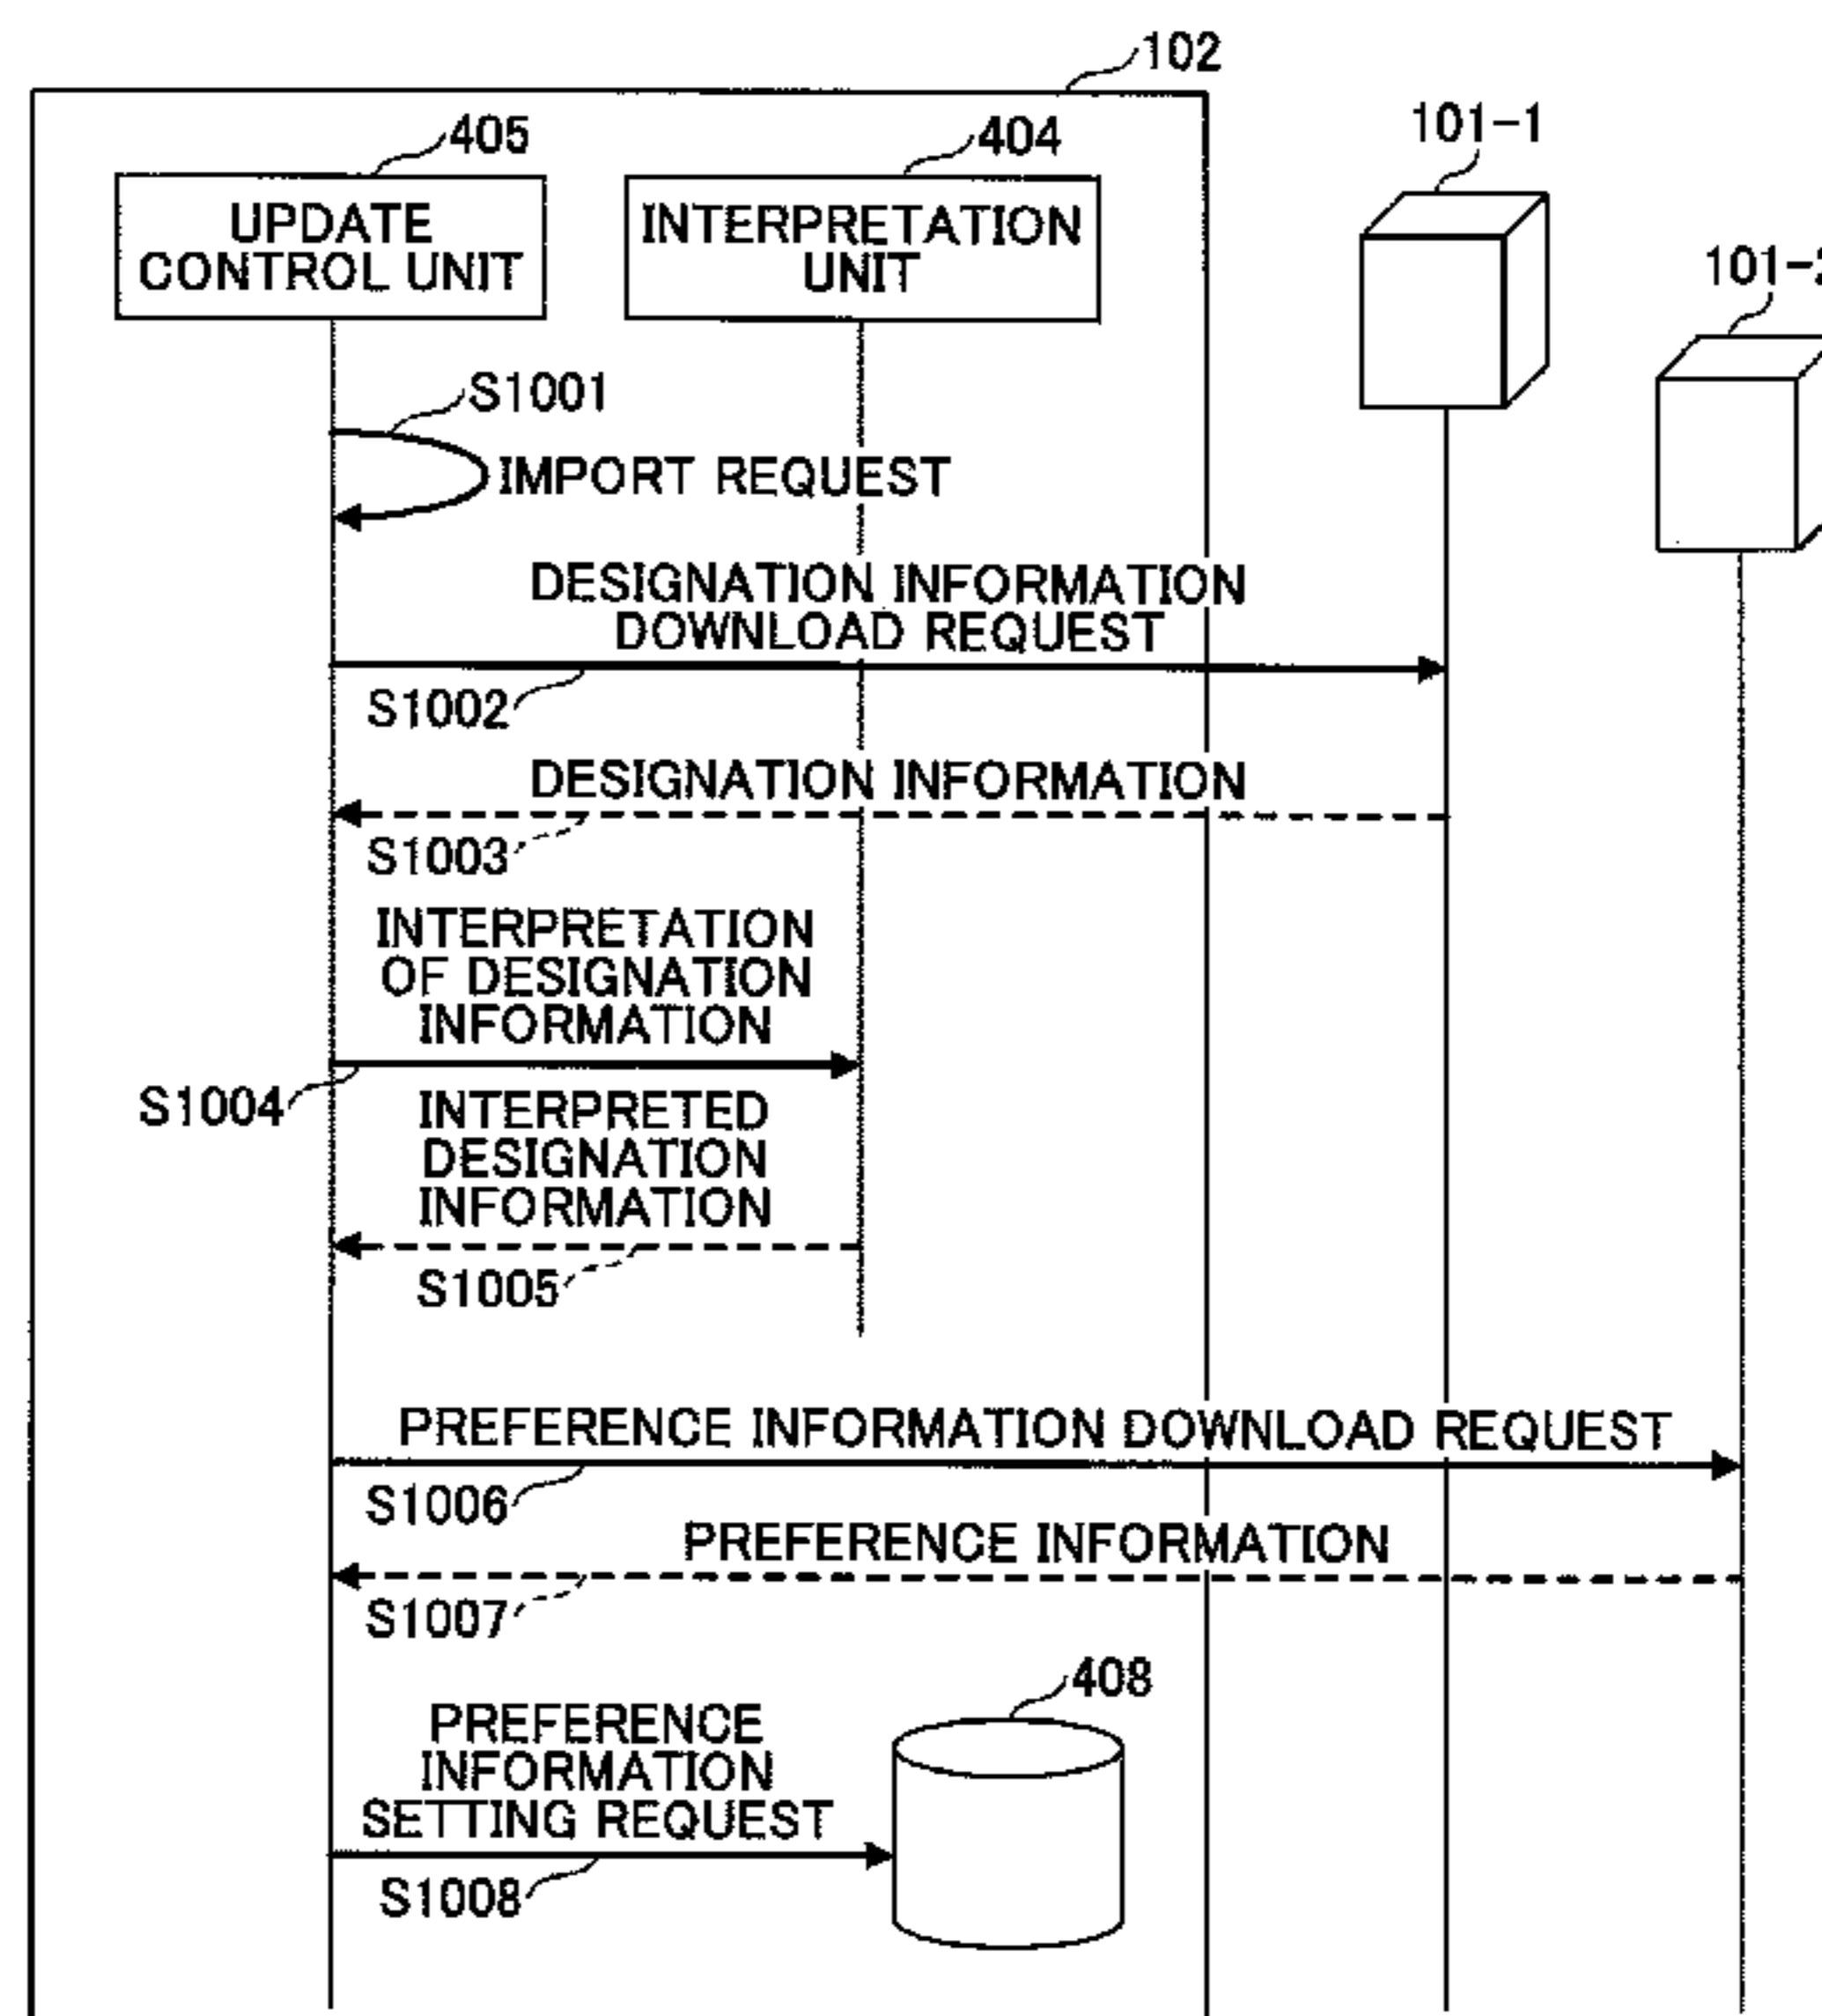 102
405
404
101-1
UPDATE
CONTROL UNIT
INTERPRETATION
UNIT
101-2
S1001
IMPORT REQUEST
DESIGNATION INFORMATION
DOWNLOAD REQUEST
S1002
DESIGNATION INFORMATION
S1003
INTERPRETATION
OF DESIGNATION
INFORMATION
S1004
INTERPRETED
DESIGNATION
INFORMATION
S1005
PREFERENCE INFORMATION DOWNLOAD REQUEST
S1006
PREFERENCE INFORMATION
S1007
408
PREFERENCE
INFORMATION
SETTING REQUEST
S1008